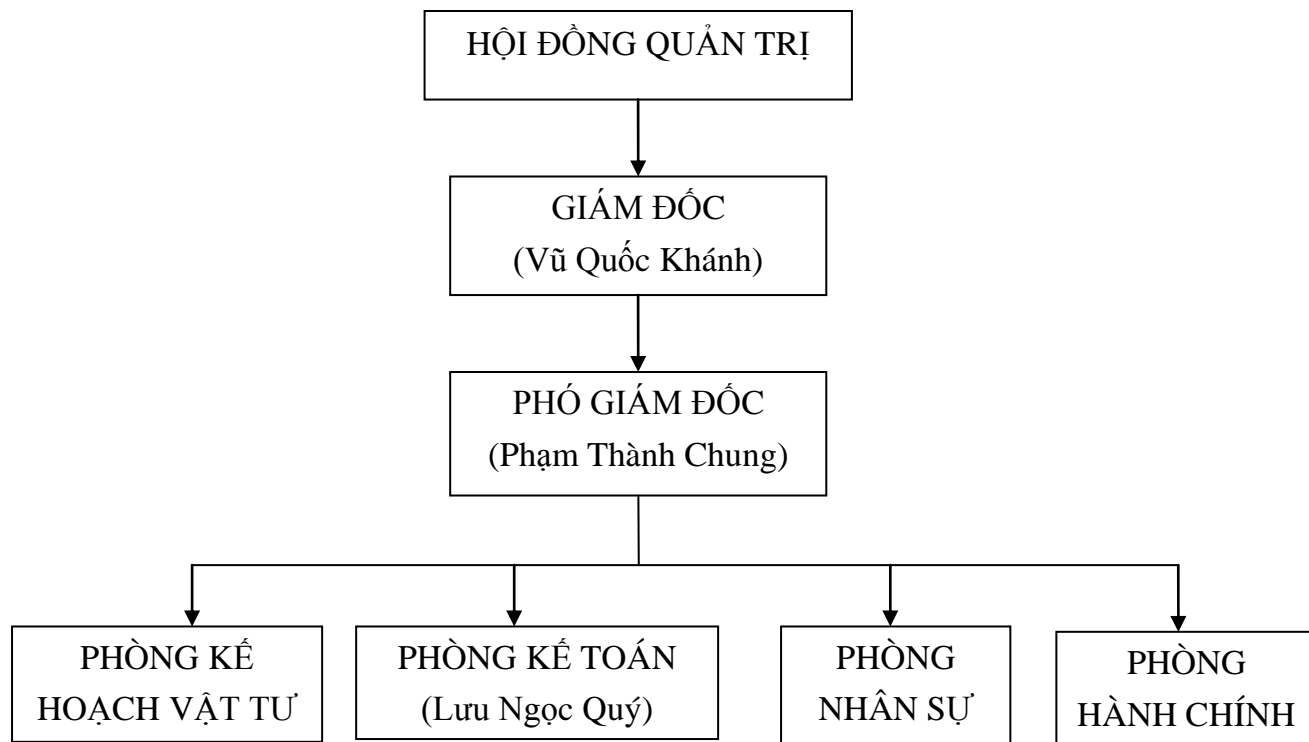 HỘI ĐỒNG QUẢN TRỊ
GIÁM ĐỐC
(Vũ Quốc Khánh)
PHÓ GIÁM ĐỐC
(Phạm Thành Chung)
PHÒNG KẾ
HOẠCH VẬT TƯ
PHÒNG KẾ TOÁN
(Lưu Ngọc Quý)
PHÒNG
NHÂN SỰ
PHÒNG
HÀNH CHÍNH